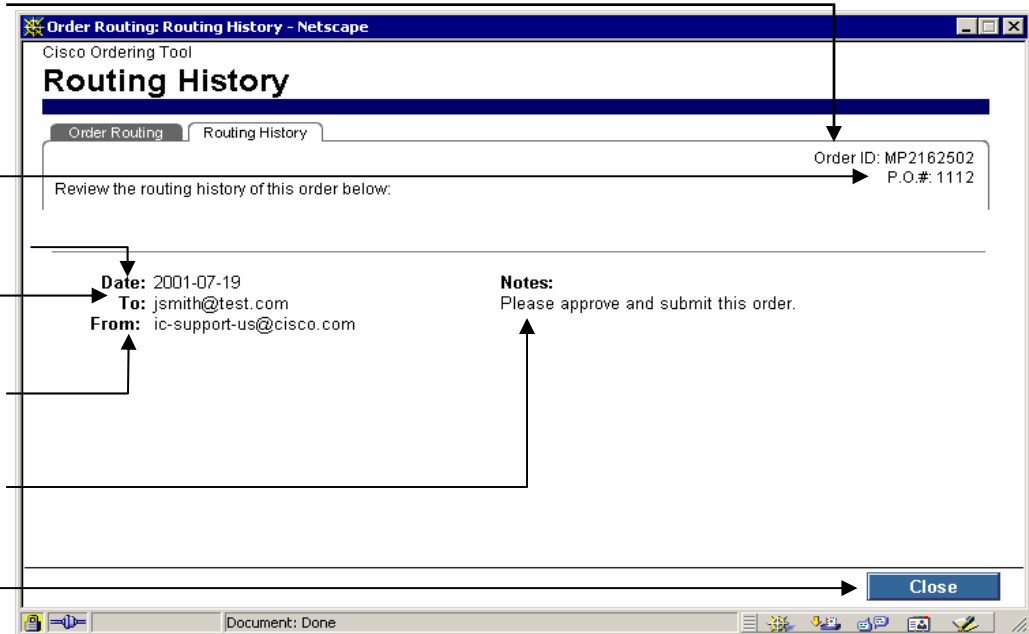 Order Routing: Routing History - Netscape
Cisco Ordering Tool
Routing History
Order Routing
Routing History
Order ID: MP2162502
P.O.#: 1112
Review the routing history of this order below:
Date: 2001-07-19
To: jsmith@test.com
From: ic-support-us@cisco.com
Notes:
Please approve and submit this order.
Close
Document: Done